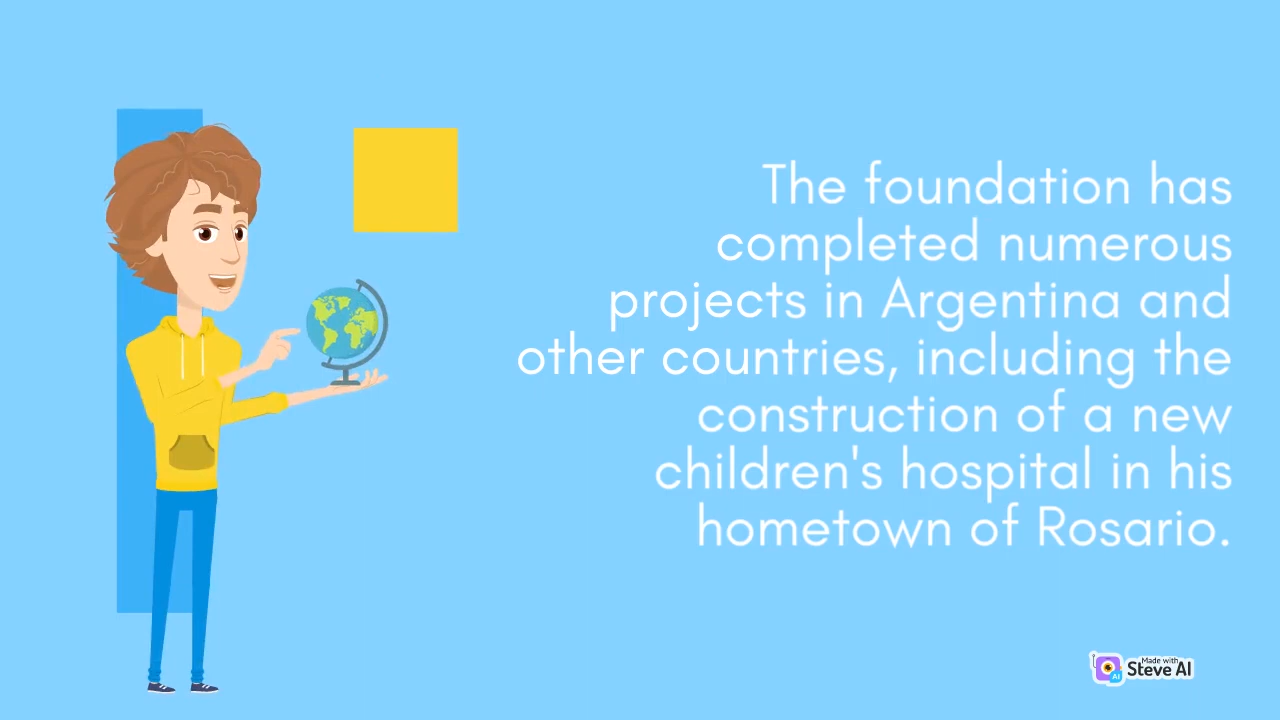 The foundation has
completed numerous
projects in Argentina and
other countries, including the
construction of a new
children's hospital in his
hometown of Rosario.
Made with
Steve AI
AI